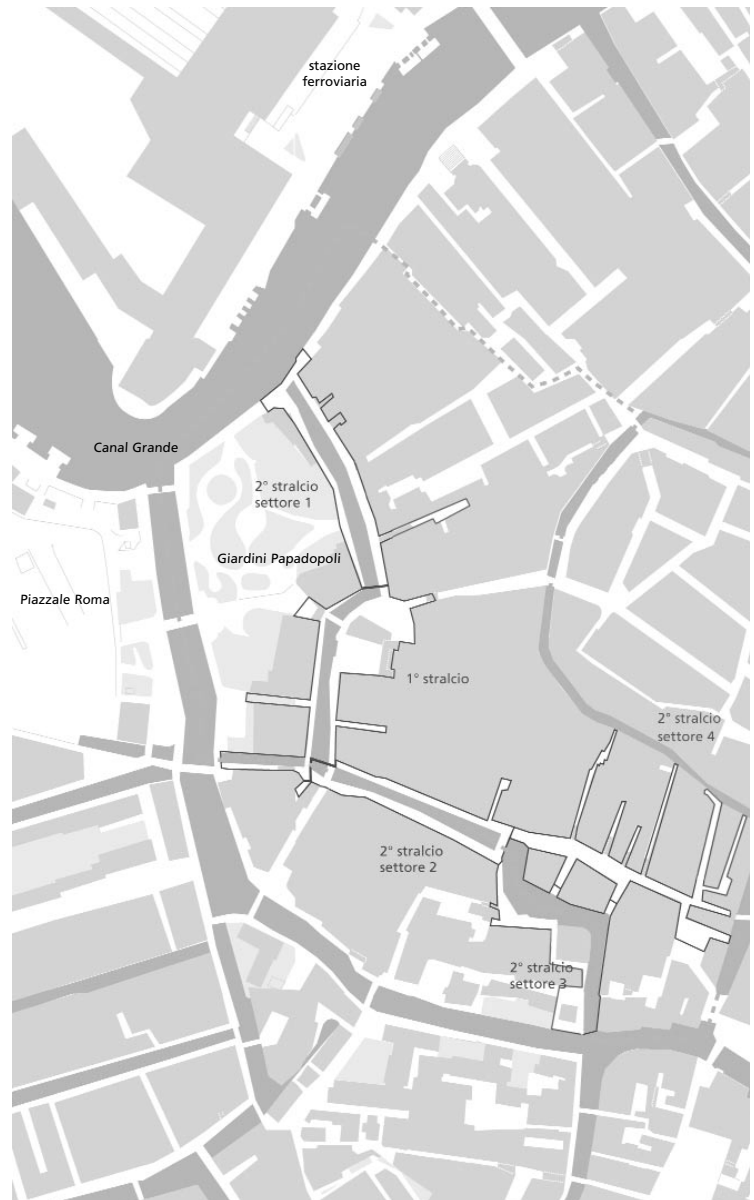 stazione
ferroviaria
Canal Grande
2° stralcio
settore 1
Giardini Papadopoli
Piazzale Roma
1° stralcio
2° stralcio
settore 4
2° stralcio
settore 2
2° stralcio
settore 3